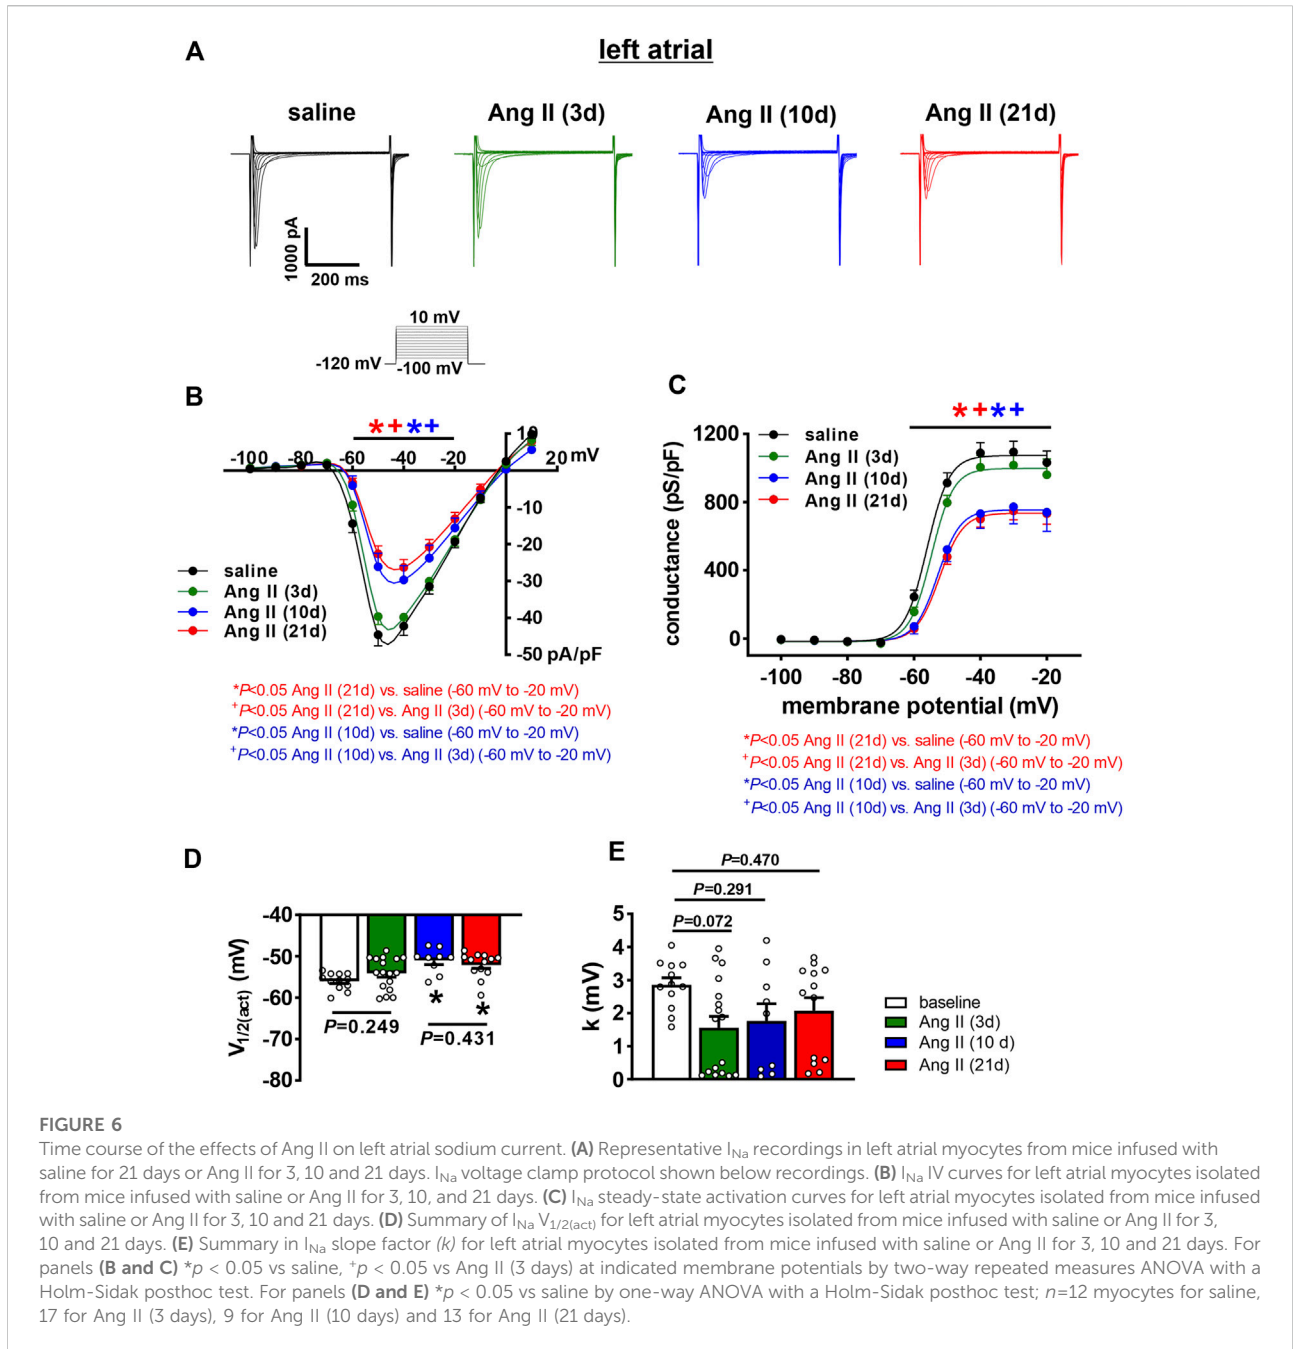 A
left atrial
saline
Ang II (3d)
Ang II (10d)
Ang II (21d)
1000 pA
200 ms
10 mV
-120 mV
-100 mV
B
*+*+
10
-100
-80
-60
-40
-20
20 mV
-10
-20
-30
-40
-50 pA/pF
saline
Ang II (3d)
Ang II (10d)
Ang II (21d)
*P<0.05 Ang II (21d) vs. saline (-60 mV to -20 mV)
+P<0.05 Ang II (21d) vs. Ang II (3d) (-60 mV to -20 mV)
*P<0.05 Ang II (10d) vs. saline (-60 mV to -20 mV)
+P<0.05 Ang II (10d) vs. Ang II (3d) (-60 mV to -20 mV)
C
*+*+
1200
800
400
0
conductance (pS/pF)
saline
Ang II (3d)
Ang II (10d)
Ang II (21d)
-100
-80
-60
-40
-20
membrane potential (mV)
*P<0.05 Ang II (21d) vs. saline (-60 mV to -20 mV)
+P<0.05 Ang II (21d) vs. Ang II (3d) (-60 mV to -20 mV)
*P<0.05 Ang II (10d) vs. saline (-60 mV to -20 mV)
+P<0.05 Ang II (10d) vs. Ang II (3d) (-60 mV to -20 mV)
D
-40
-50
-60
-70
-80
V1/2(act) (mV)
*
*
P=0.249
P=0.431
E
P=0.470
P=0.291
P=0.072
5
4
3
2
1
0
k (mV)
baseline
Ang II (3d)
Ang II (10 d)
Ang II (21d)
FIGURE 6
Time course of the effects of Ang II on left atrial sodium current. (A) Representative INa recordings in left atrial myocytes from mice infused with
saline for 21 days or Ang II for 3, 10 and 21 days. INa voltage clamp protocol shown below recordings. (B) INa IV curves for left atrial myocytes isolated
from mice infused with saline or Ang II for 3, 10, and 21 days. (C) INa steady-state activation curves for left atrial myocytes isolated from mice infused
with saline or Ang II for 3, 10 and 21 days. (D) Summary of INa V1/2(act) for left atrial myocytes isolated from mice infused with saline or Ang II for 3,
10 and 21 days. (E) Summary in INa slope factor (k) for left atrial myocytes isolated from mice infused with saline or Ang II for 3, 10 and 21 days. For
panels (B and C) *p < 0.05 vs saline, +p < 0.05 vs Ang II (3 days) at indicated membrane potentials by two-way repeated measures ANOVA with a
Holm-Sidak posthoc test. For panels (D and E) *p < 0.05 vs saline by one-way ANOVA with a Holm-Sidak posthoc test; n=12 myocytes for saline,
17 for Ang II (3 days), 9 for Ang II (10 days) and 13 for Ang II (21 days).